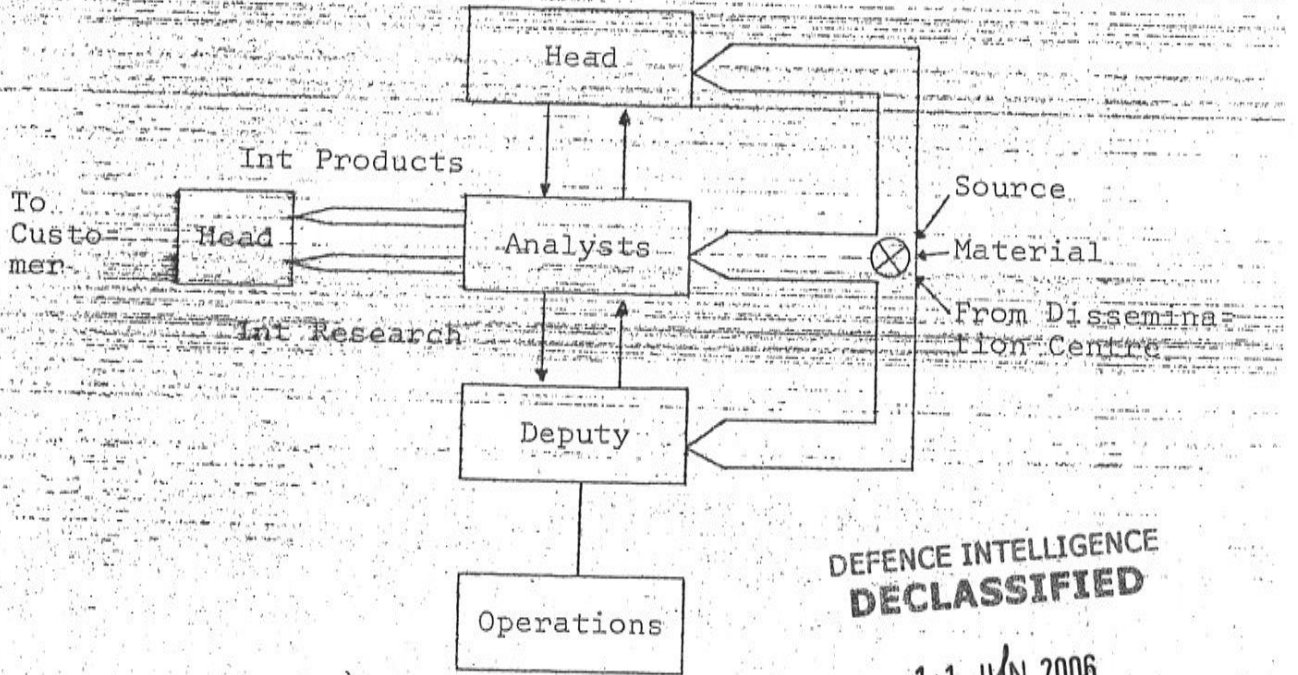 Head
Int Products
Source
To
Custo-
mer
Head
Analysts
Material
From Dissemina-
tion Centre
Int Research
Deputy
DEFENCE INTELLIGENCE
DECLASSIFIED
Operations
2006